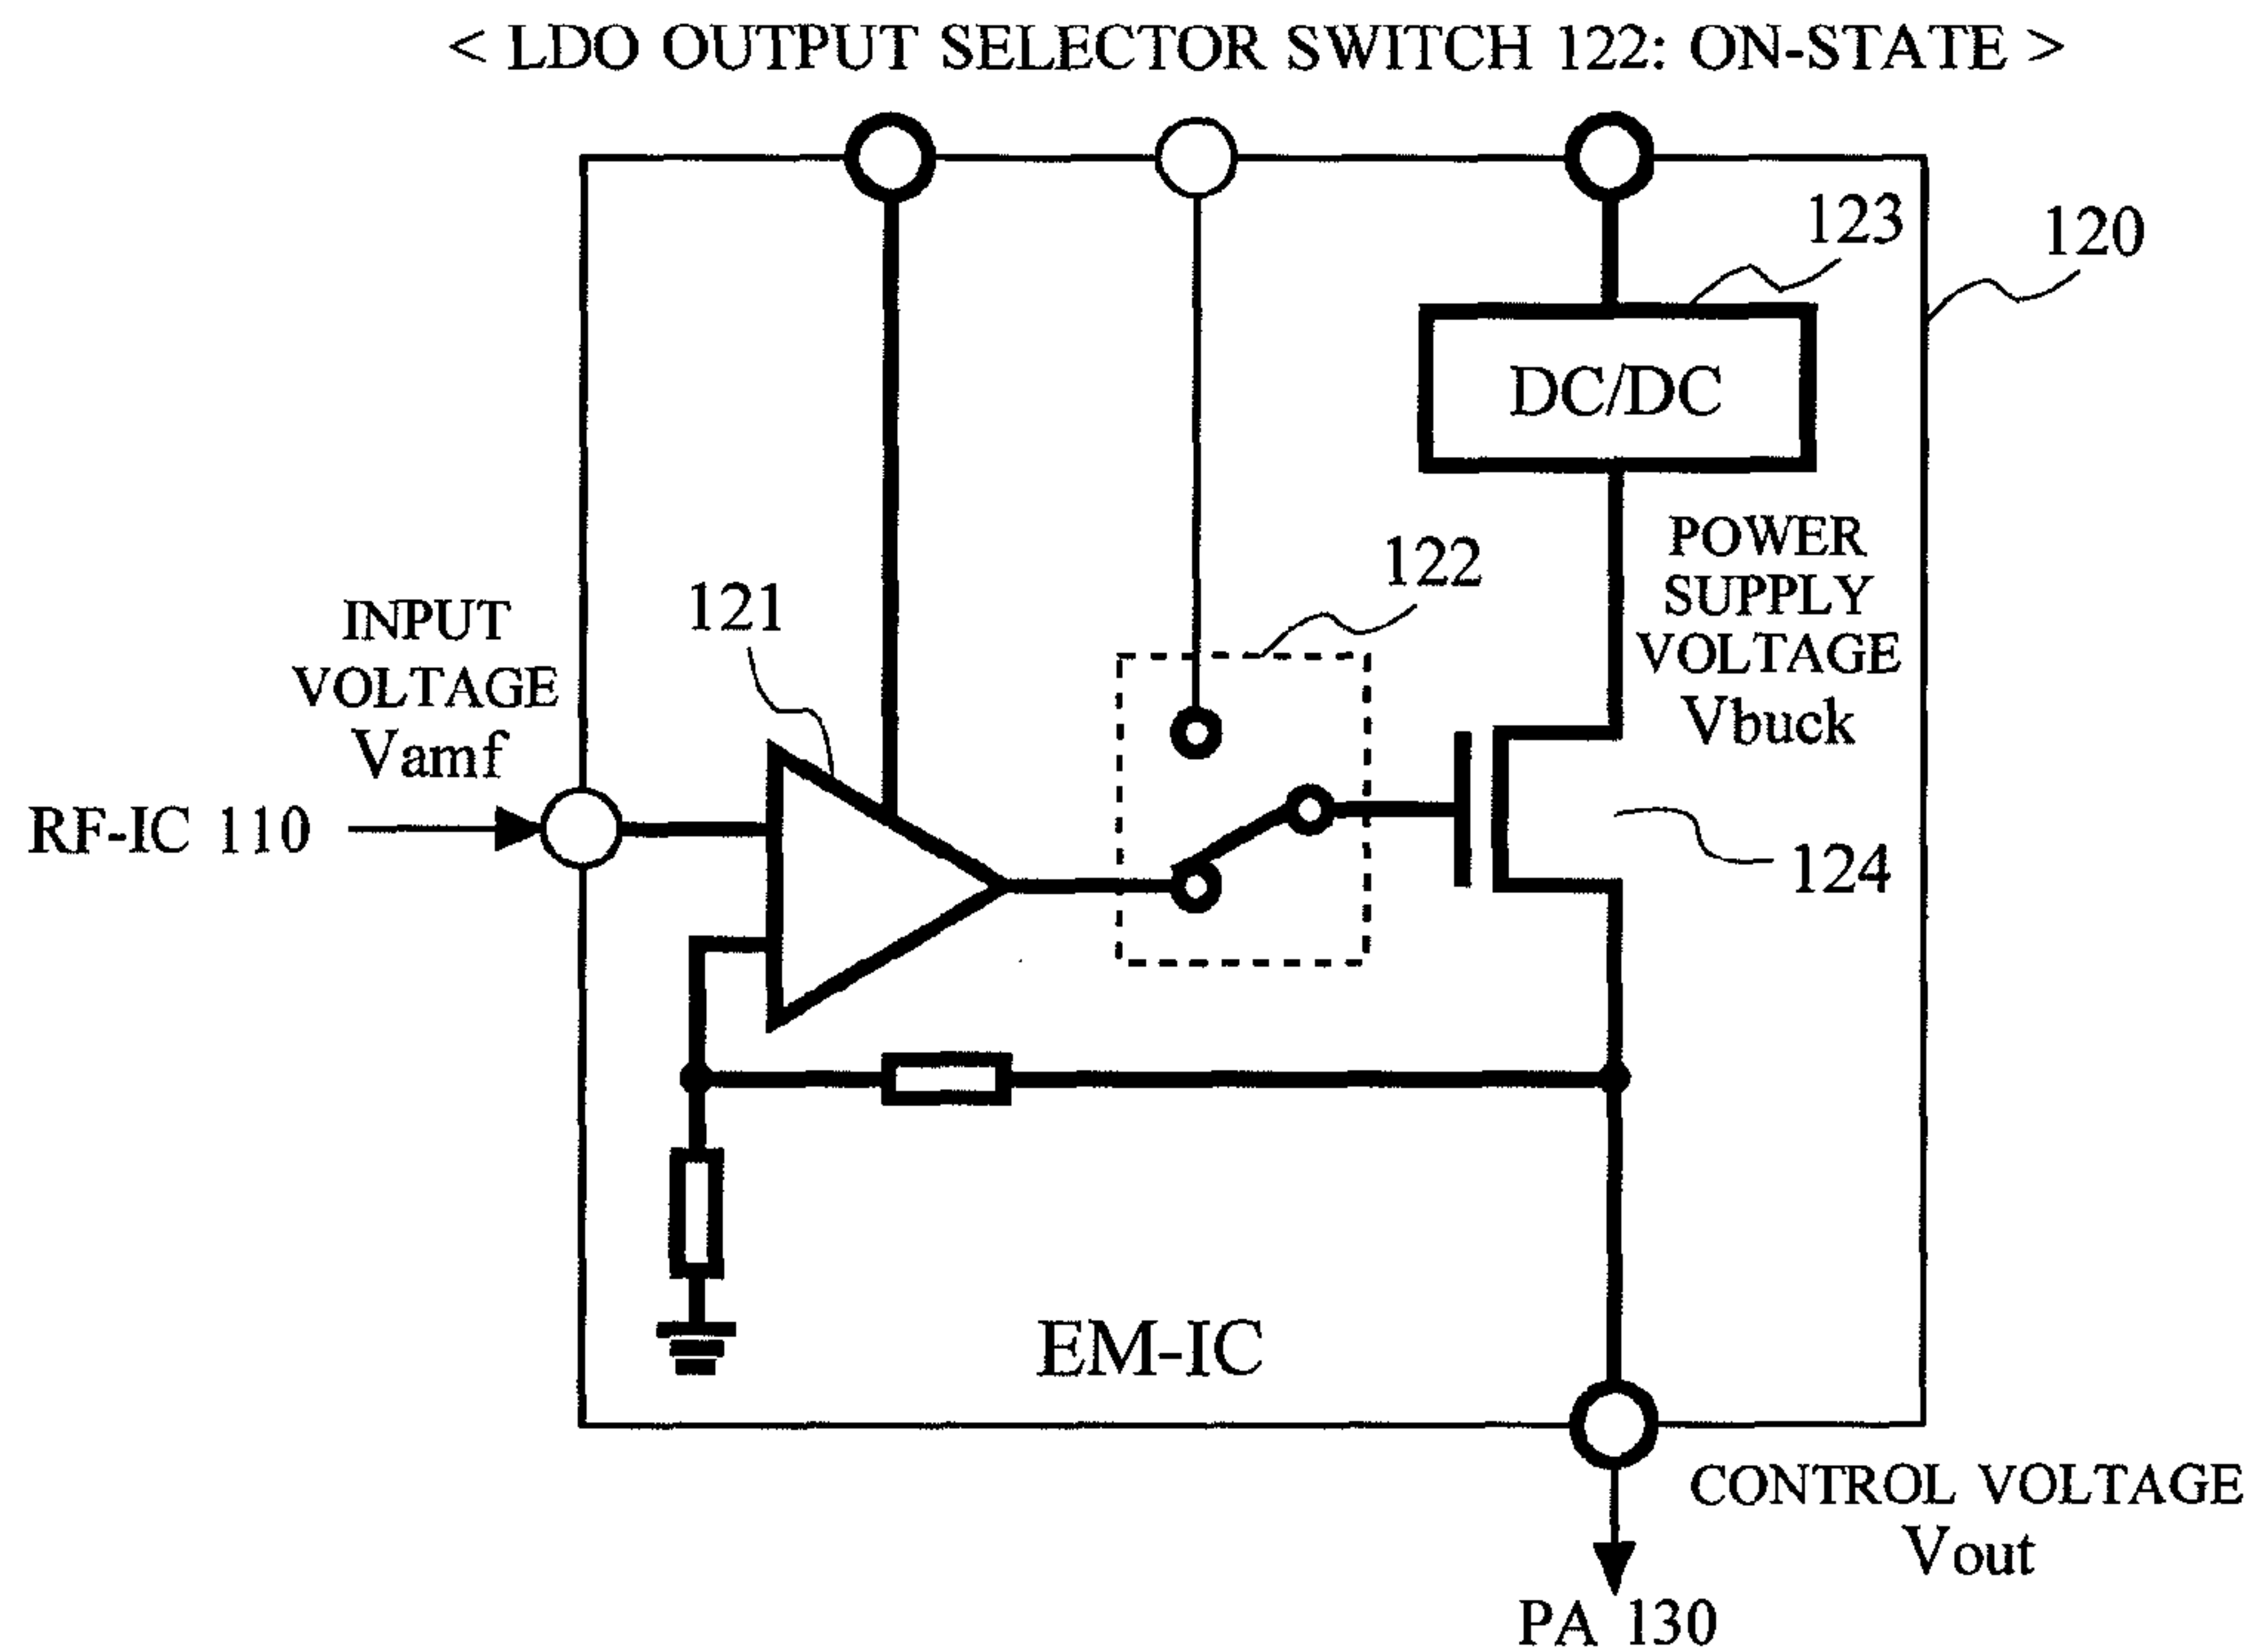 < LDO OUTPUT SELECTOR SWITCH 122: ON-STATE >
123
120
DC/DC
POWER
SUPPLY
VOLTAGE
Vbuck
122
121
INPUT
VOLTAGE
Vamf
RF-IC 110
124
EM-IC
CONTROL VOLTAGE
Vout
PA 130